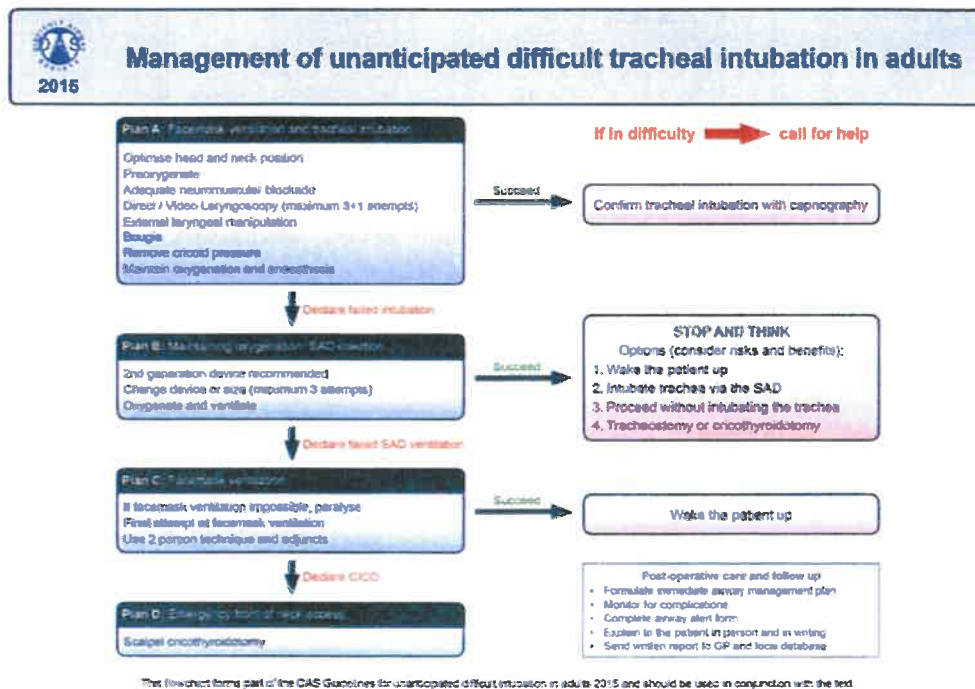 2015
Management of unanticipated difficult tracheal intubation in adults
If in difficulty call for help
Plan A: Facemask ventilation and tracheal intubation
Optimise head and neck position
Preoxygenate
Adequate neuromuscular blockade
Direct / Video Laryngoscopy (maximum 3+1 attempts)
External laryngeal manipulation
Bougie
Remove cricoid pressure
Maintain oxygenation and anaesthesia
Succeed
Confirm tracheal intubation with capnography
Declare failed intubation
Plan B: Maintaining oxygenation: SAD insertion
2nd generation device recommended
Change device or size (maximum 3 attempts)
Oxygenate and ventilate
Succeed
STOP AND THINK
Options (consider risks and benefits):
1. Wake the patient up
2. Intubate trachea via the SAD
3. Proceed without intubating the trachea
4. Tracheostomy or cricothyroidotomy
Declare failed SAD ventilation
Plan C: Facemask ventilation
If facemask ventilation impossible, paralyse
Final attempt at facemask ventilation
Use 2 person technique and adjuncts
Succeed
Wake the patient up
Declare CICO
Plan D: Emergency front of neck access
Scalpel cricothyroidotomy
Post-operative care and follow up
• Formulate immediate airway management plan
• Monitor for complications
• Complete airway alert form
• Explain to the patient in person and in writing
• Send written report to GP and local database
This flowchart forms part of the DAS Guidelines for unanticipated difficult intubation in adults 2015 and should be used in conjunction with the text.